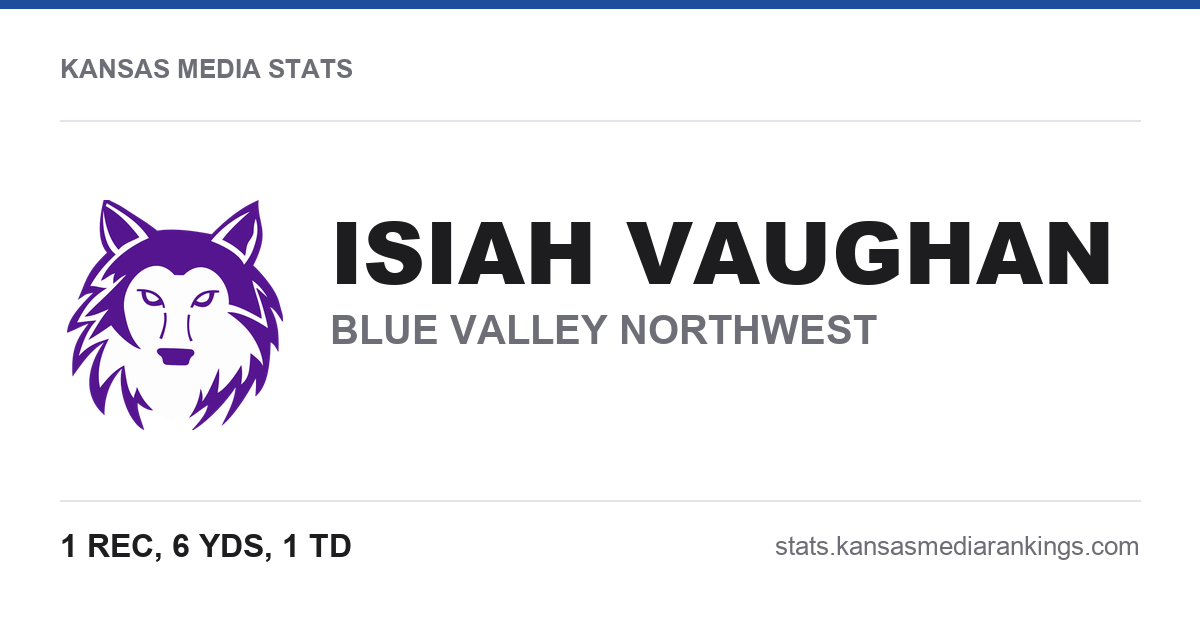 KANSAS MEDIA STATS
ISIAH VAUGHAN
BLUE VALLEY NORTHWEST
1 REC, 6 YDS, 1 TD
stats.kansasmediarankings.com